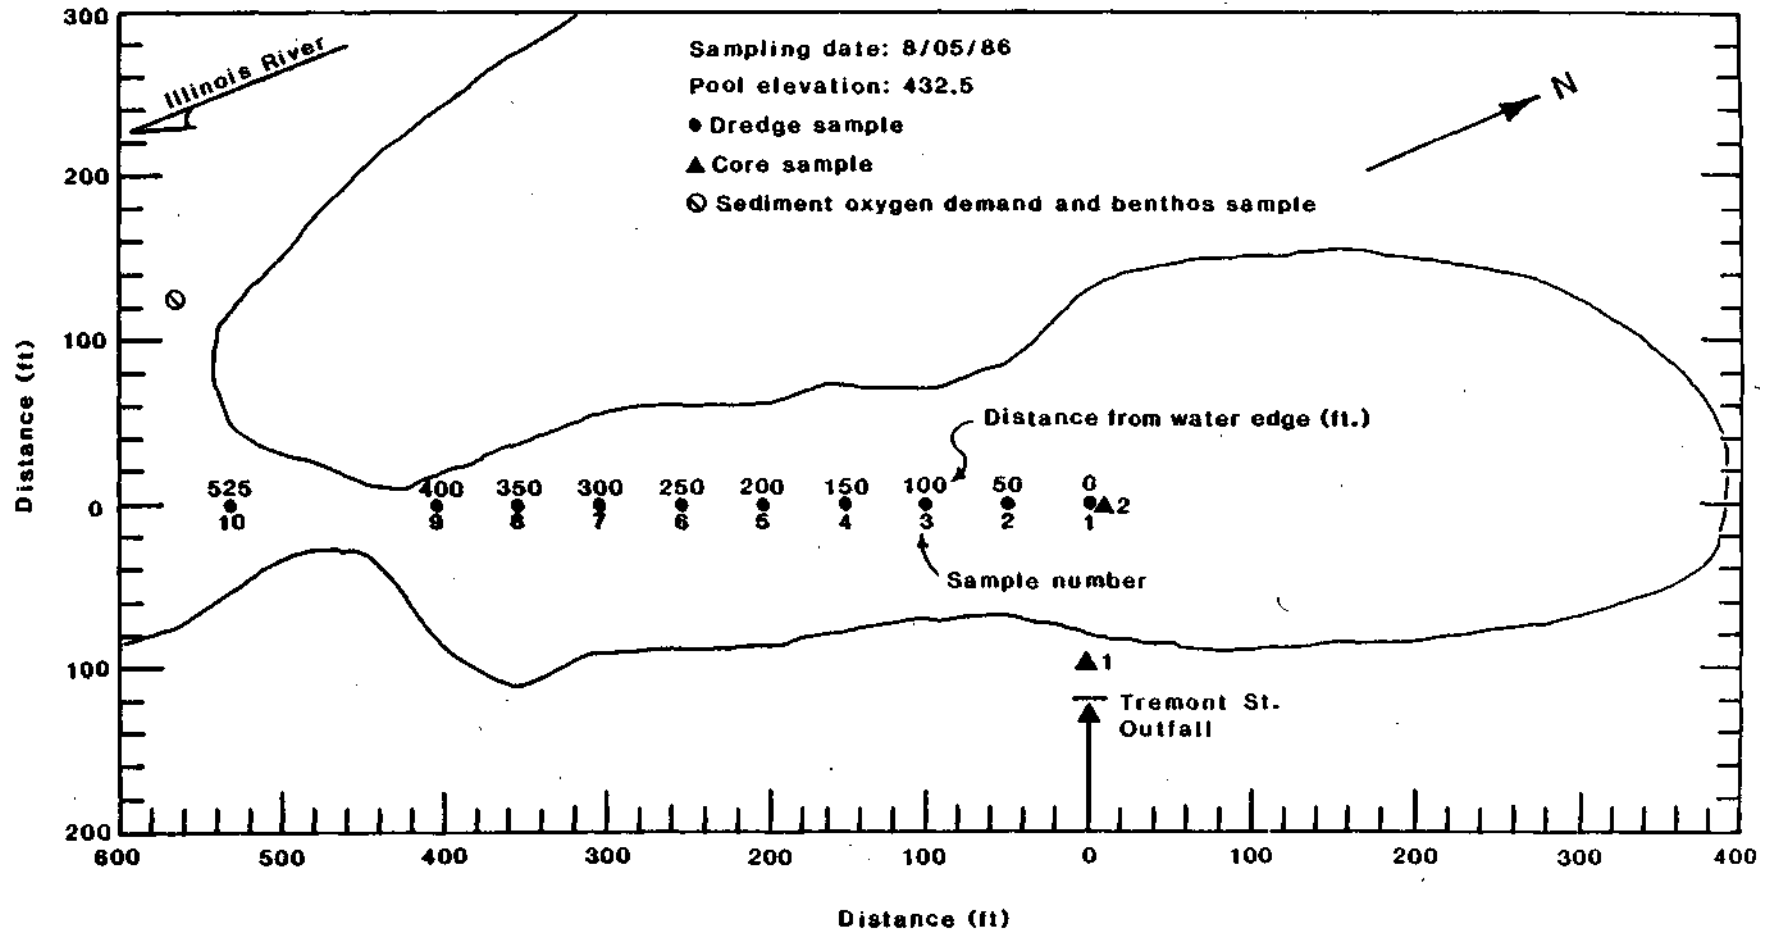 300
Illinois River
Sampling date: 8/05/86
Pool elevation: 432.5
Dredge sample
Core sample
Sediment oxygen demand and benthos sample
N
200
100
Distance from water edge (ft.)
Distance (ft)
525 400 350 300 250 200 150 100 50 0
0
10 9 8 7 6 5 4 3 2 1 2
Sample number
100
1
Tremont St.
Outfall
200
600 500 400 300 200 100 0 100 200 300 400
Distance (ft)